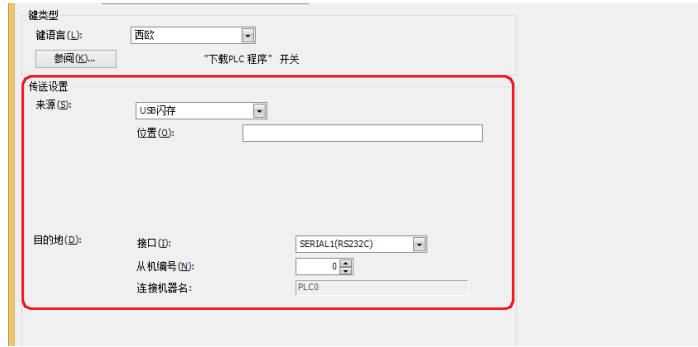 键类型
键语言(L): 西欧
参阅(K)... "下载PLC 程序" 开关
传送设置
来源(S): USB闪存
位置(O):
目的地(D): 接口(I): SERIAL1(RS232C)
从机编号(N): 0
连接机器名: PLC0